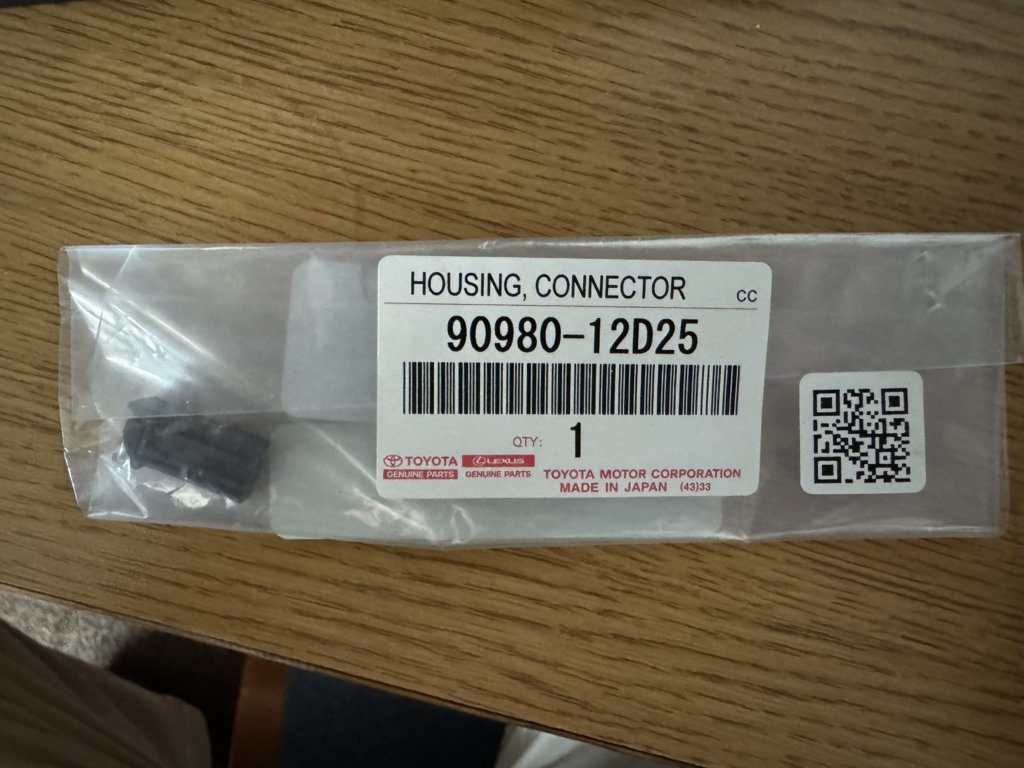 HOUSING, CONNECTOR
CC
90980-12D25
QTY: 1
TOYOTA
GENUINE PARTS
LEXUS
GENUINE PARTS
TOYOTA MOTOR CORPORATION
MADE IN JAPAN (43)33